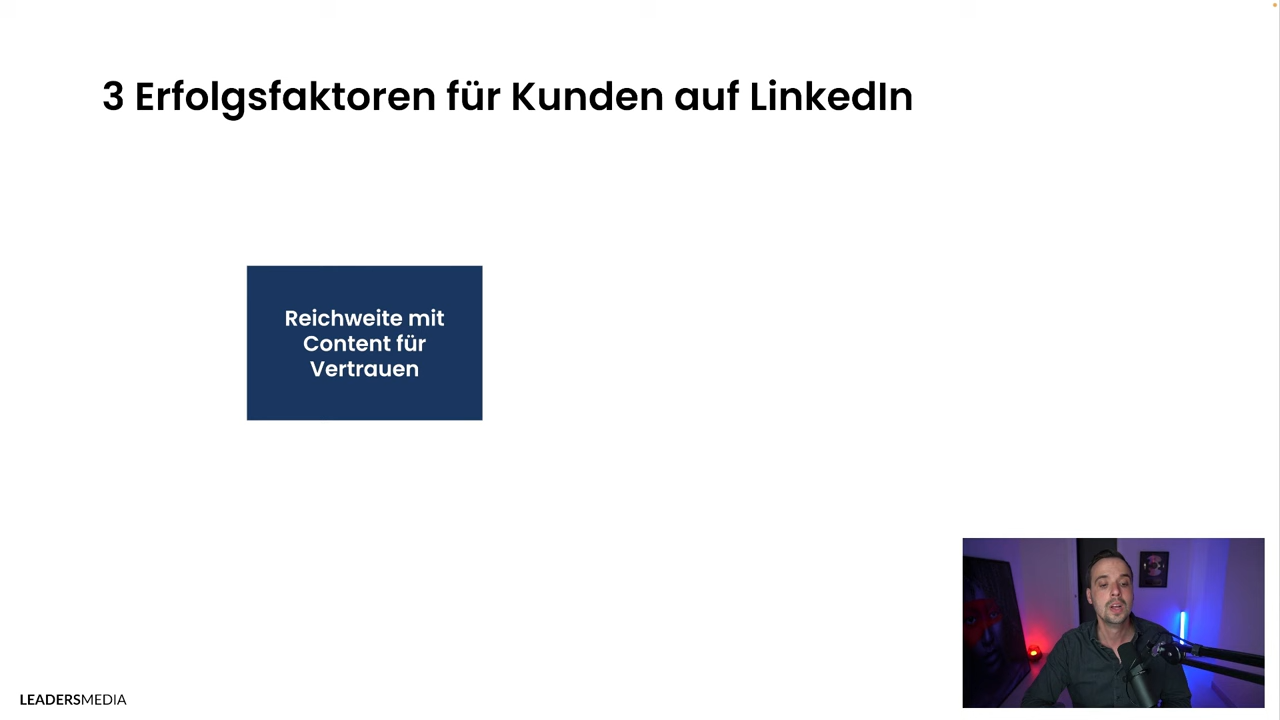 3 Erfolgsfaktoren für Kunden auf LinkedIn
Reichweite mit
Content für
Vertrauen
LEADERSMEDIA